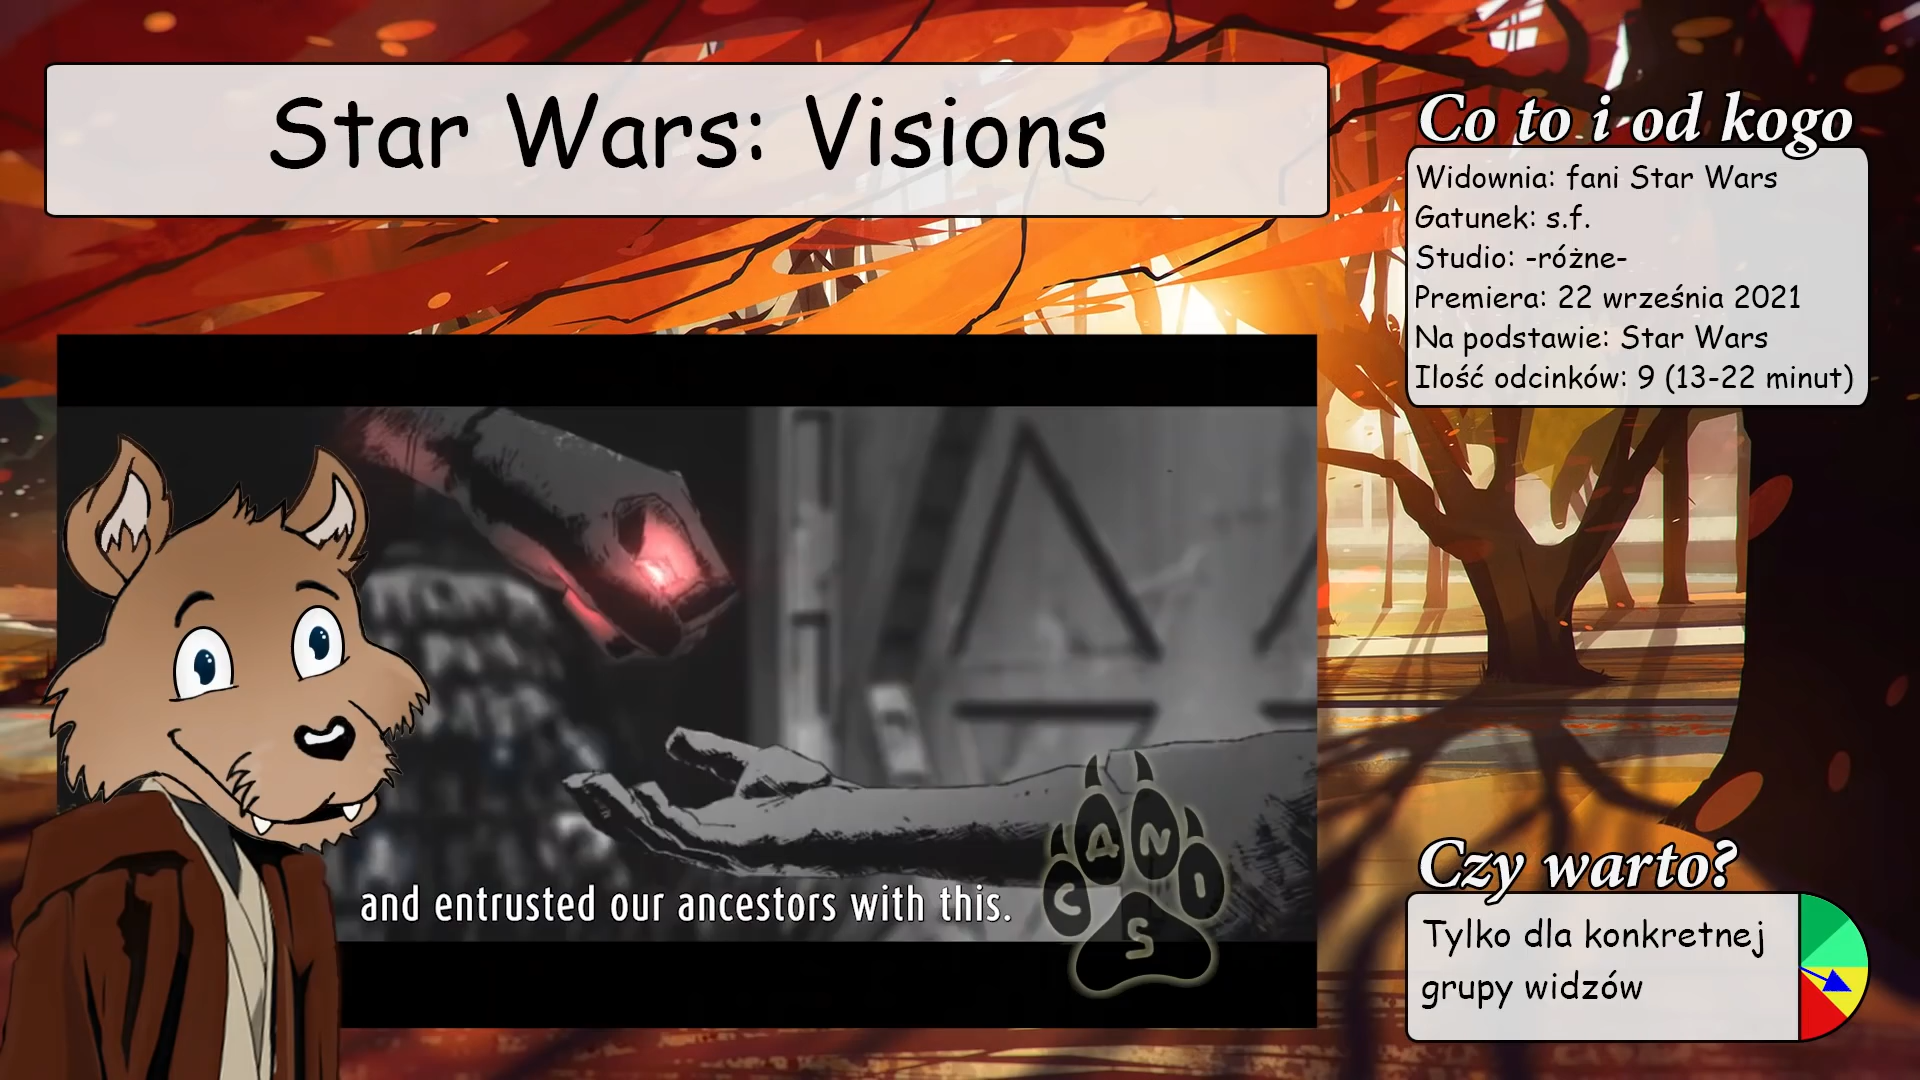 Star Wars: Visions
Co to i od kogo
Widownia: fani Star Wars
Gatunek: s.f.
Studio: -różne-
Premiera: 22 września 2021
Na podstawie: Star Wars
Ilość odcinków: 9 (13-22 minut)
and entrusted our ancestors with this.
CANOS
Czy warto?
Tylko dla konkretnej
grupy widzów